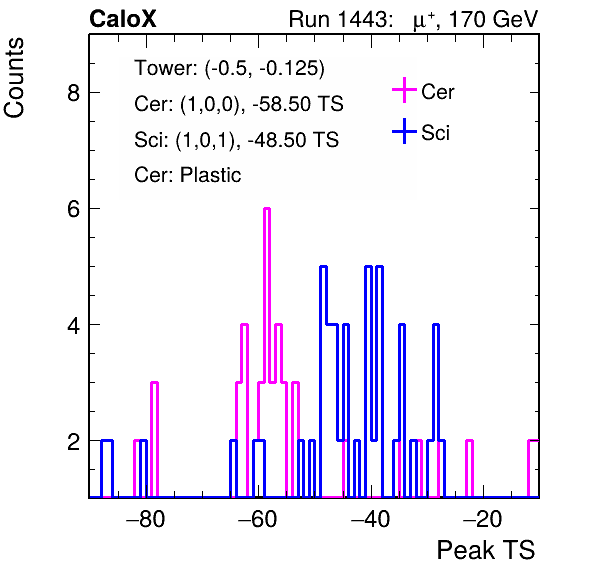 CaloX Run 1443: μ⁺, 170 GeV
Counts
Tower: (-0.5, -0.125)
Cer: (1,0,0), -58.50 TS
Sci: (1,0,1), -48.50 TS
Cer: Plastic
Cer
Sci
8
6
4
2
−80 −60 −40 −20
Peak TS